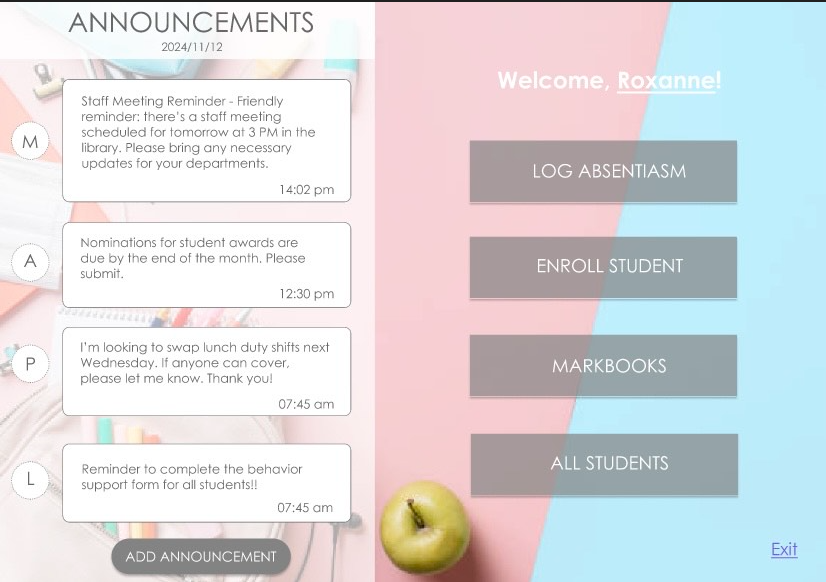 ANNOUNCEMENTS
2024/11/12
M
Staff Meeting Reminder - Friendly
reminder: there's a staff meeting
scheduled for tomorrow at 3 PM in the
library. Please bring any necessary
updates for your departments.
14:02 pm
A
Nominations for student awards are
due by the end of the month. Please
submit.
12:30 pm
P
I'm looking to swap lunch duty shifts next
Wednesday. If anyone can cover,
please let me know. Thank you!
07:45 am
L
Reminder to complete the behavior
support form for all students!!
07:45 am
ADD ANNOUNCEMENT
Welcome, Roxanne!
LOG ABSENTIASM
ENROLL STUDENT
MARKBOOKS
ALL STUDENTS
Exit